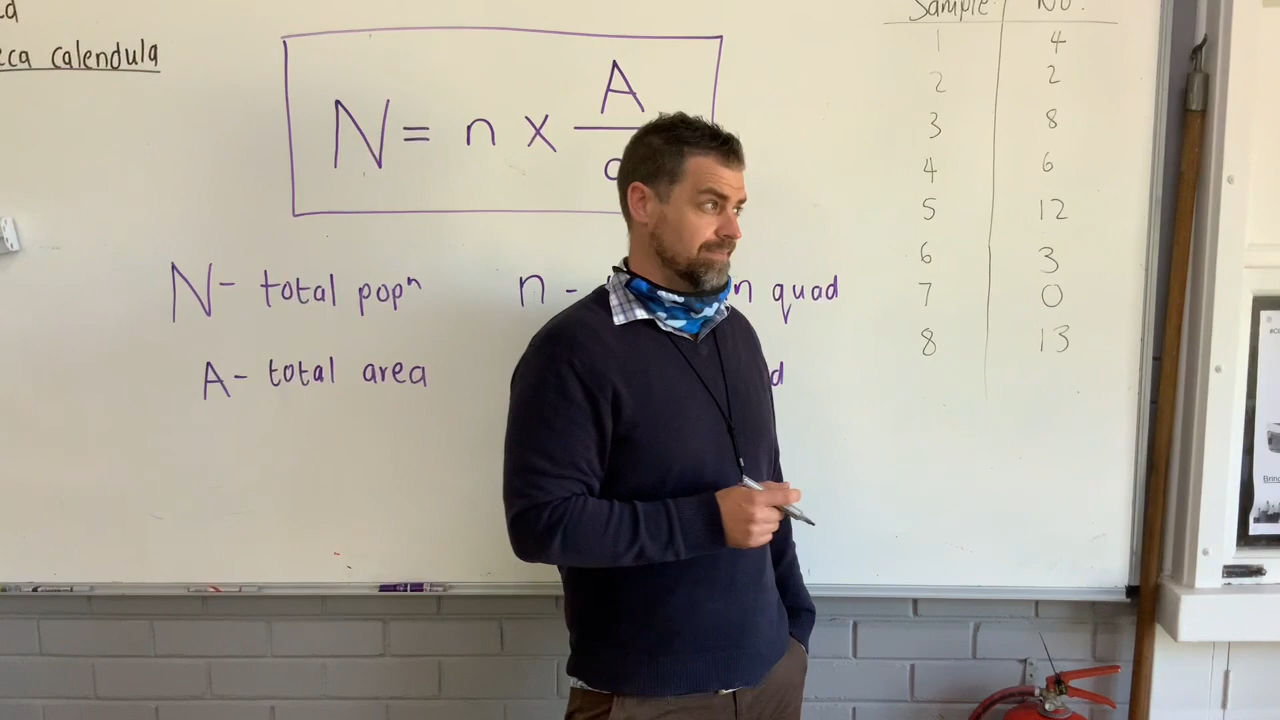 calendula
N = n x A
N - total popⁿ
n - quad
A - total area
Sample No.
1 4
2 2
3 8
4 6
5 12
6 3
7 0
8 13